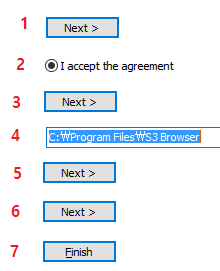 1 Next >
2 I accept the agreement
3 Next >
4 C:₩Program Files₩S3 Browser
5 Next >
6 Next >
7 Finish